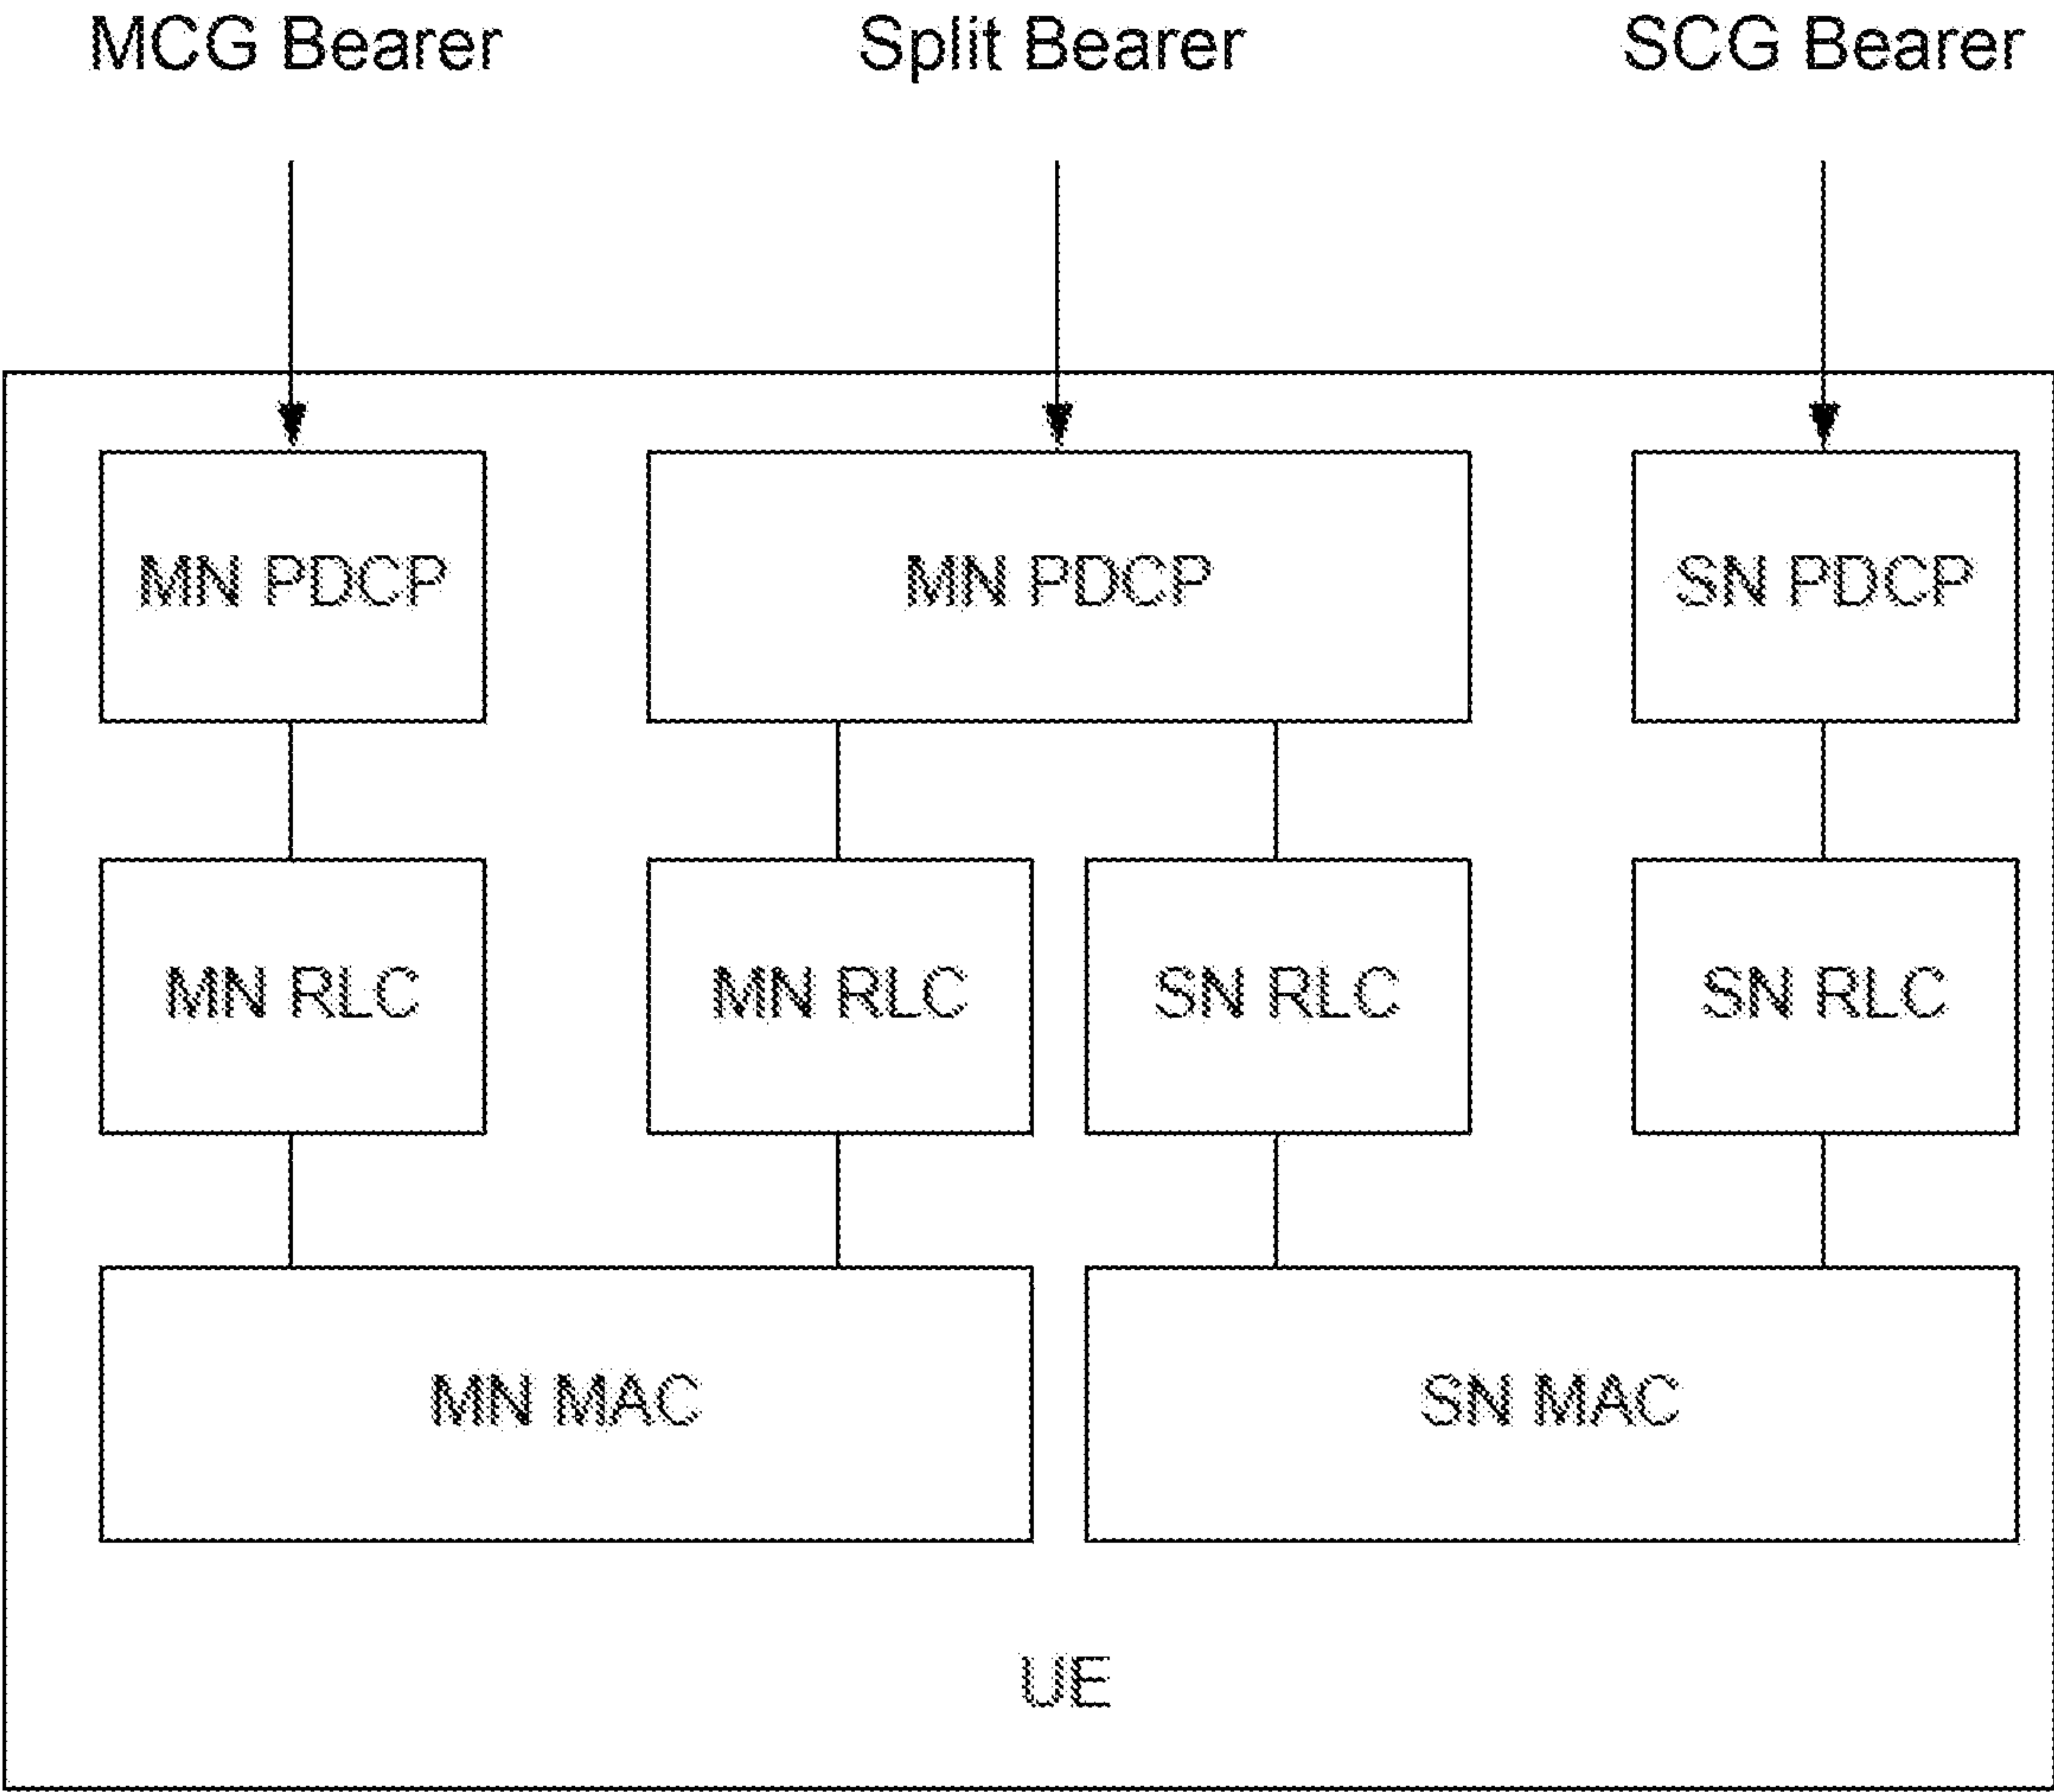 MCG Bearer
Split Bearer
SCG Bearer
MN PDCP
MN PDCP
SN PDCP
MN RLC
MN RLC
SN RLC
SN RLC
MN MAC
SN MAC
UE